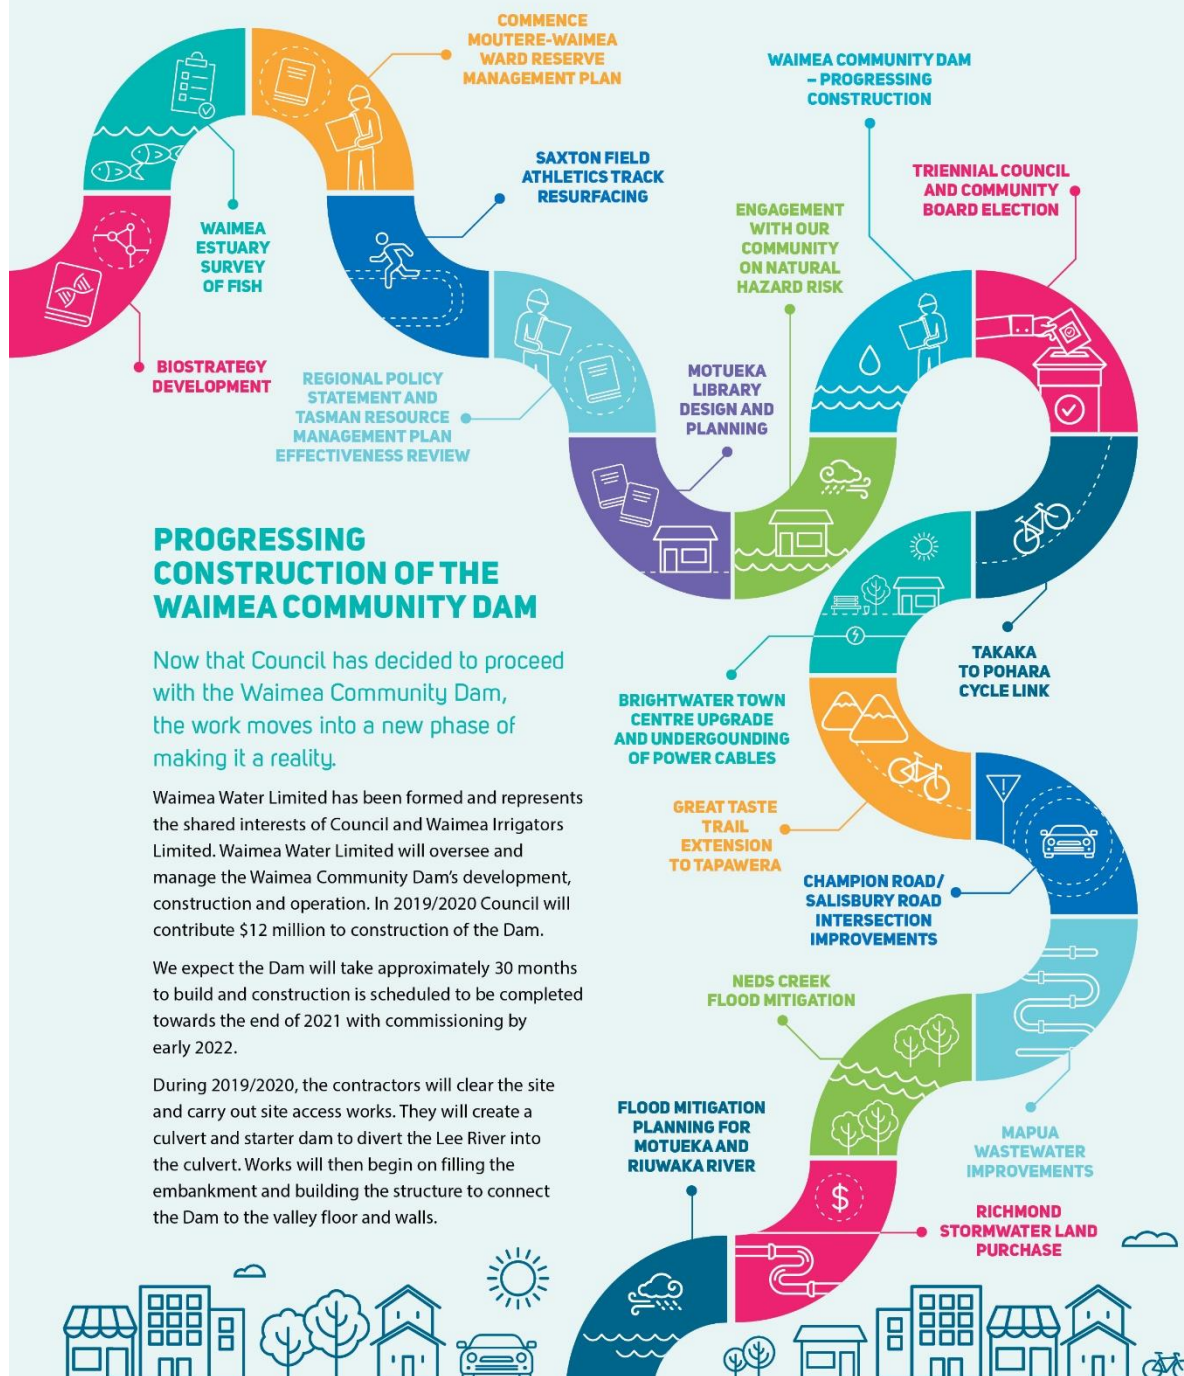 COMMENCE
MOUTERE-WAIMEA
WARD RESERVE
MANAGEMENT PLAN
WAIMEA COMMUNITY DAM
– PROGRESSING
CONSTRUCTION
SAXTON FIELD
ATHLETICS TRACK
RESURFACING
TRIENNIAL COUNCIL
AND COMMUNITY
BOARD ELECTION
WAIMEA
ESTUARY
SURVEY
OF FISH
ENGAGEMENT
WITH OUR
COMMUNITY
ON NATURAL
HAZARD RISK
BIOSTRATEGY
DEVELOPMENT
REGIONAL POLICY
STATEMENT AND
TASMAN RESOURCE
MANAGEMENT PLAN
EFFECTIVENESS REVIEW
MOTUEKA
LIBRARY
DESIGN AND
PLANNING
PROGRESSING
CONSTRUCTION OF THE
WAIMEA COMMUNITY DAM
Now that Council has decided to proceed
with the Waimea Community Dam,
the work moves into a new phase of
making it a reality.
Waimea Water Limited has been formed and represents
the shared interests of Council and Waimea Irrigators
Limited. Waimea Water Limited will oversee and
manage the Waimea Community Dam's development,
construction and operation. In 2019/2020 Council will
contribute $12 million to construction of the Dam.
We expect the Dam will take approximately 30 months
to build and construction is scheduled to be completed
towards the end of 2021 with commissioning by
early 2022.
During 2019/2020, the contractors will clear the site
and carry out site access works. They will create a
culvert and starter dam to divert the Lee River into
the culvert. Works will then begin on filling the
embankment and building the structure to connect
the Dam to the valley floor and walls.
TAKAKA
TO POHARA
CYCLE LINK
BRIGHTWATER TOWN
CENTRE UPGRADE
AND UNDERGOUNDING
OF POWER CABLES
GREAT TASTE
TRAIL
EXTENSION
TO TAPAWERA
CHAMPION ROAD/
SALISBURY ROAD
INTERSECTION
IMPROVEMENTS
NEDS CREEK
FLOOD MITIGATION
FLOOD MITIGATION
PLANNING FOR
MOTUEKA AND
RIUWAKA RIVER
MAPUA
WASTEWATER
IMPROVEMENTS
$
RICHMOND
STORMWATER LAND
PURCHASE